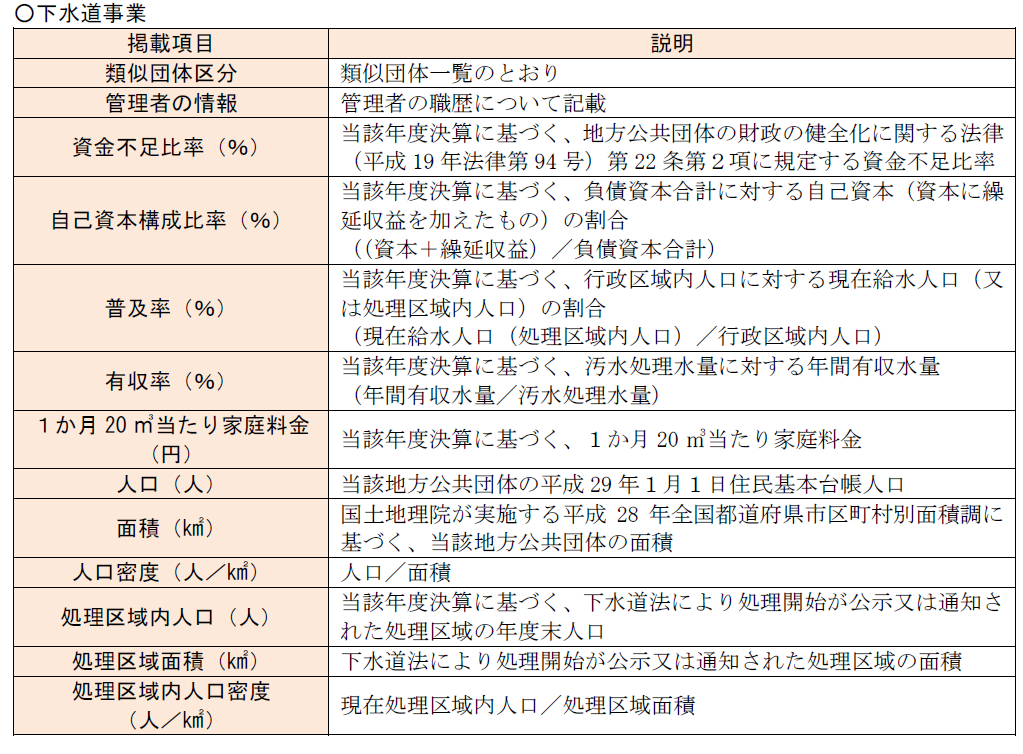 〇下水道事業
掲載項目
説明
類似団体区分
類似団体一覧のとおり
管理者の情報
管理者の職歴について記載
資金不足比率（％）
当該年度決算に基づく、地方公共団体の財政の健全化に関する法律
（平成19年法律第94号）第22条第２項に規定する資金不足比率
自己資本構成比率（％）
当該年度決算に基づく、負債資本合計に対する自己資本（資本に繰
延収益を加えたもの）の割合
（（資本＋繰延収益）／負債資本合計）
普及率（％）
当該年度決算に基づく、行政区域内人口に対する現在給水人口（又
は処理区域内人口）の割合
（現在給水人口（処理区域内人口）／行政区域内人口）
有収率（％）
当該年度決算に基づく、汚水処理水量に対する年間有収水量
（年間有収水量／汚水処理水量）
１か月20㎥当たり家庭料金
（円）
当該年度決算に基づく、１か月20㎥当たり家庭料金
人口（人）
当該地方公共団体の平成29年１月１日住民基本台帳人口
面積（㎢）
国土地理院が実施する平成 28 年全国都道府県市区町村別面積調に
基づく、当該地方公共団体の面積
人口密度（人／㎢）
人口／面積
処理区域内人口（人）
当該年度決算に基づく、下水道法により処理開始が公示又は通知さ
れた処理区域の年度末人口
処理区域面積（㎢）
下水道法により処理開始が公示又は通知された処理区域の面積
処理区域内人口密度
（人／㎢）
現在処理区域内人口／処理区域面積